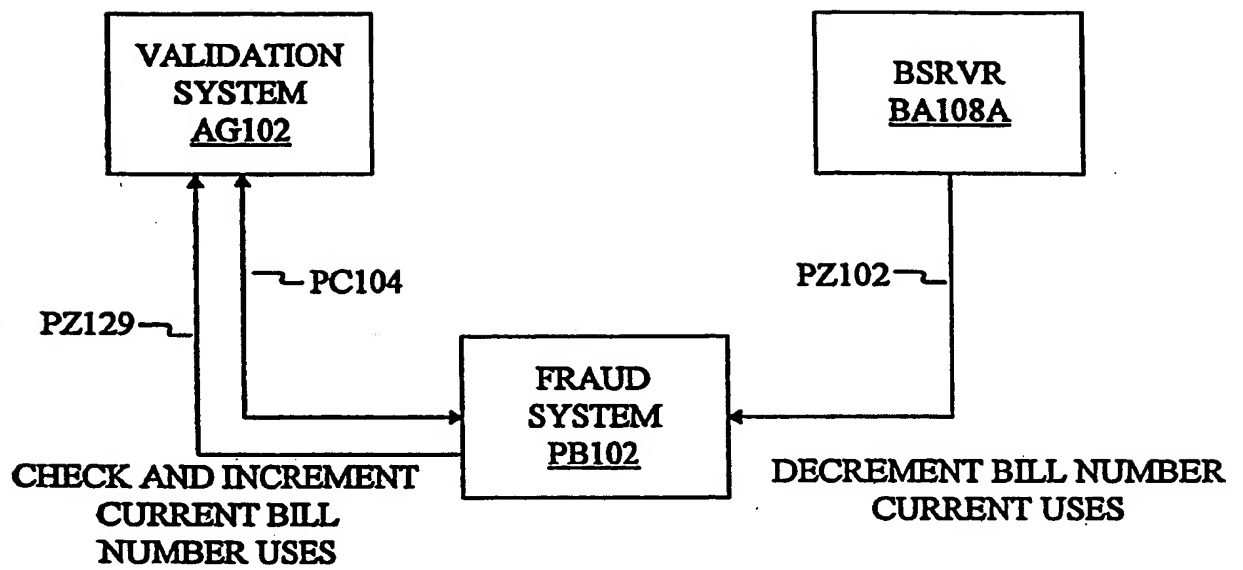 VALIDATION
SYSTEM
AG102
BSRVR
BA108A
PC104
PZ102
PZ129
FRAUD
SYSTEM
PB102
CHECK AND INCREMENT
CURRENT BILL
NUMBER USES
DECREMENT BILL NUMBER
CURRENT USES